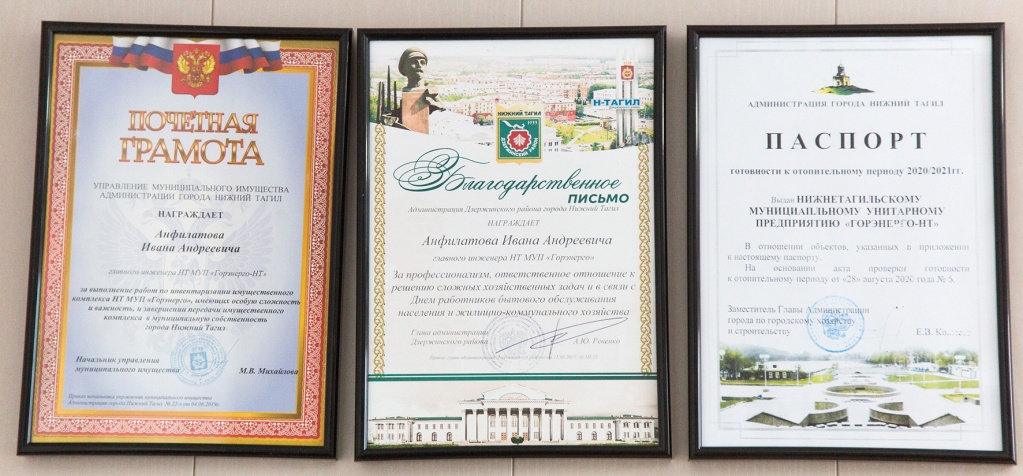 ПОЧЕТНАЯ
ГРАМОТА
УПРАВЛЕНИЕ МУНИЦИПАЛЬНОГО ИМУЩЕСТВА
АДМИНИСТРАЦИИ ГОРОДА НИЖНИЙ ТАГИЛ
НАГРАЖДАЕТ
Анфилатова
Ивана Андреевича
главного инженера НТ МУП «Горэнерго-НТ»
за выполнение работ по инвентаризации имущественного
комплекса НТ МУП «Горэнерго», имеющих особую сложность
и важность, и завершении передачи имущественного
комплекса в муниципальную собственность
города Нижний Тагил
Начальник управления
муниципального имущества
М.В. Михайлова
Н-ТАГИЛ
НИЖНИЙ ТАГИЛ
ДЗЕРЖИНСКИЙ РАЙОН
Благодарственное
ПИСЬМО
Администрация Дзержинского района города Нижний Тагил
НАГРАЖДАЕТ
Анфилатова Ивана Андреевича
главного инженера НТ МУП «Горэнерго»
За профессионализм, ответственное отношение к
решению сложных хозяйственных задач и в связи с
Днем работников бытового обслуживания
населения и жилищно-коммунального хозяйства
Глава администрации
Дзержинского района
А.Ю.
АДМИНИСТРАЦИЯ ГОРОДА НИЖНИЙ ТАГИЛ
ПАСПОРТ
готовности к отопительному периоду 2020/2021гг.
Выдан НИЖНЕТАГИЛЬСКОМУ
МУНИЦИАПЛЬНОМУ УНИТАРНОМУ
ПРЕДПРИЯТИЮ «ГОРЭНЕРГО-НТ»
В отношении объектов, указанных в приложении
к настоящему паспорту.
На основании акта проверки готовности
к отопительному периоду от «28» августа 2020 года № 5.
Заместитель Главы Администрации
города по городскому хозяйству
и строительству
Е.В.